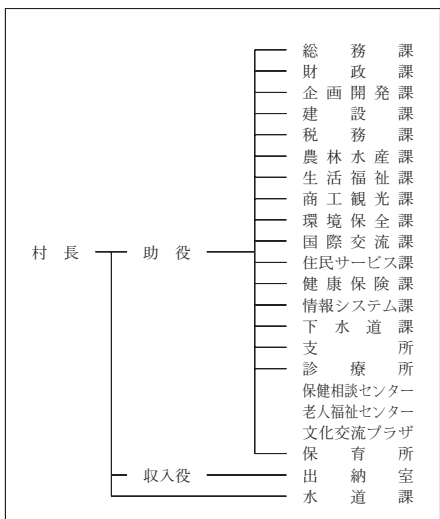 総務課
財政課
企画開発課
建設課
税務課
農林水産課
生活福祉課
商工観光課
環境保全課
村長 助役 国際交流課
住民サービス課
健康保険課
情報システム課
下水道課
支所
診療所
保健相談センター
老人福祉センター
文化交流プラザ
保育所
収入役 出納室
水道課